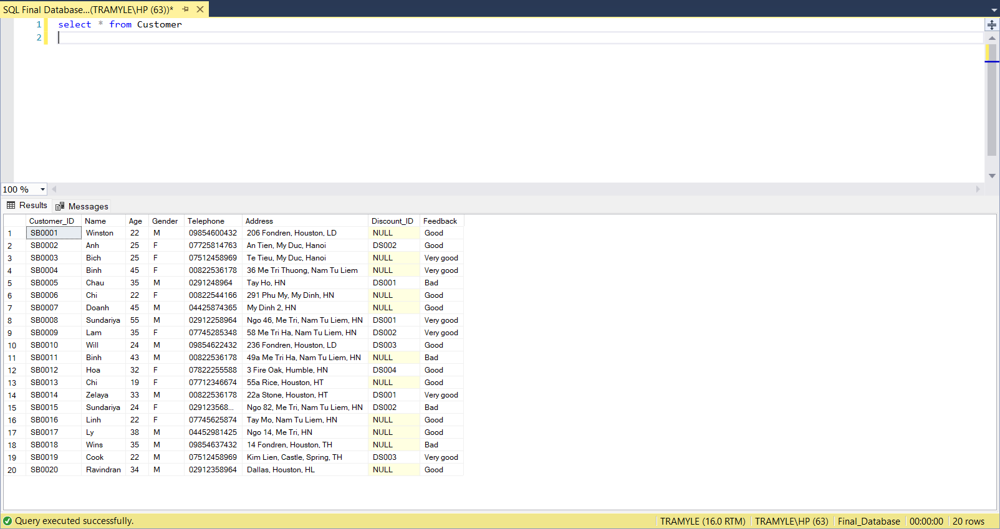 SQL Final Database...(TRAMYLE\HP (63))*
1 select * from Customer
2
100 %
Results Messages
Customer_ID Name Age Gender Telephone Address Discount_ID Feedback
1 SB0001 Winston 22 M 09854600432 206 Fondren, Houston, LD NULL Good
2 SB0002 Anh 25 F 07725814763 An Tien, My Duc, Hanoi DS002 Good
3 SB0003 Bich 25 F 07512458969 Te Tieu, My Duc, Hanoi NULL Very good
4 SB0004 Binh 45 F 00822536178 36 Me Tri Thuong, Nam Tu Liem NULL Very good
5 SB0005 Chau 35 M 0291248964 Tay Ho, HN DS001 Bad
6 SB0006 Chi 22 F 00822544166 291 Phu My, My Dinh, HN NULL Good
7 SB0007 Doanh 45 M 04425874365 My Dinh 2, HN NULL Good
8 SB0008 Sundariya 55 M 02912258964 Ngo 46, Me Tri, Nam Tu Liem, HN DS001 Very good
9 SB0009 Lam 35 F 07745285348 58 Me Tri Ha, Nam Tu Liem, HN DS002 Very good
10 SB0010 Will 24 M 09854622432 236 Fondren, Houston, LD DS003 Good
11 SB0011 Binh 43 M 00822536178 49a Me Tri Ha, Nam Tu Liem, HN NULL Bad
12 SB0012 Hoa 32 F 07822255588 3 Fire Oak, Humble, HN DS004 Good
13 SB0013 Chi 19 F 07712346674 55a Rice, Houston, HT NULL Good
14 SB0014 Zelaya 33 M 00822536178 22a Stone, Houston, HT DS001 Very good
15 SB0015 Sundariya 24 F 029123568... Ngo 82, Me Tri, Nam Tu Liem, HN DS002 Bad
16 SB0016 Linh 22 F 07745625874 Tay Mo, Nam Tu Liem, HN NULL Good
17 SB0017 Ly 38 M 04452981425 Ngo 14, Me Tri, HN NULL Good
18 SB0018 Wins 35 M 09854637432 14 Fondren, Houston, TH NULL Bad
19 SB0019 Cook 22 M 07512458969 Kim Lien, Castle, Spring, TH DS003 Very good
20 SB0020 Ravindran 34 M 02912358964 Dallas, Houston, HL NULL Good
Query executed successfully. TRAMYLE (16.0 RTM) TRAMYLE\HP (63) Final_Database 00:00:00 20 rows